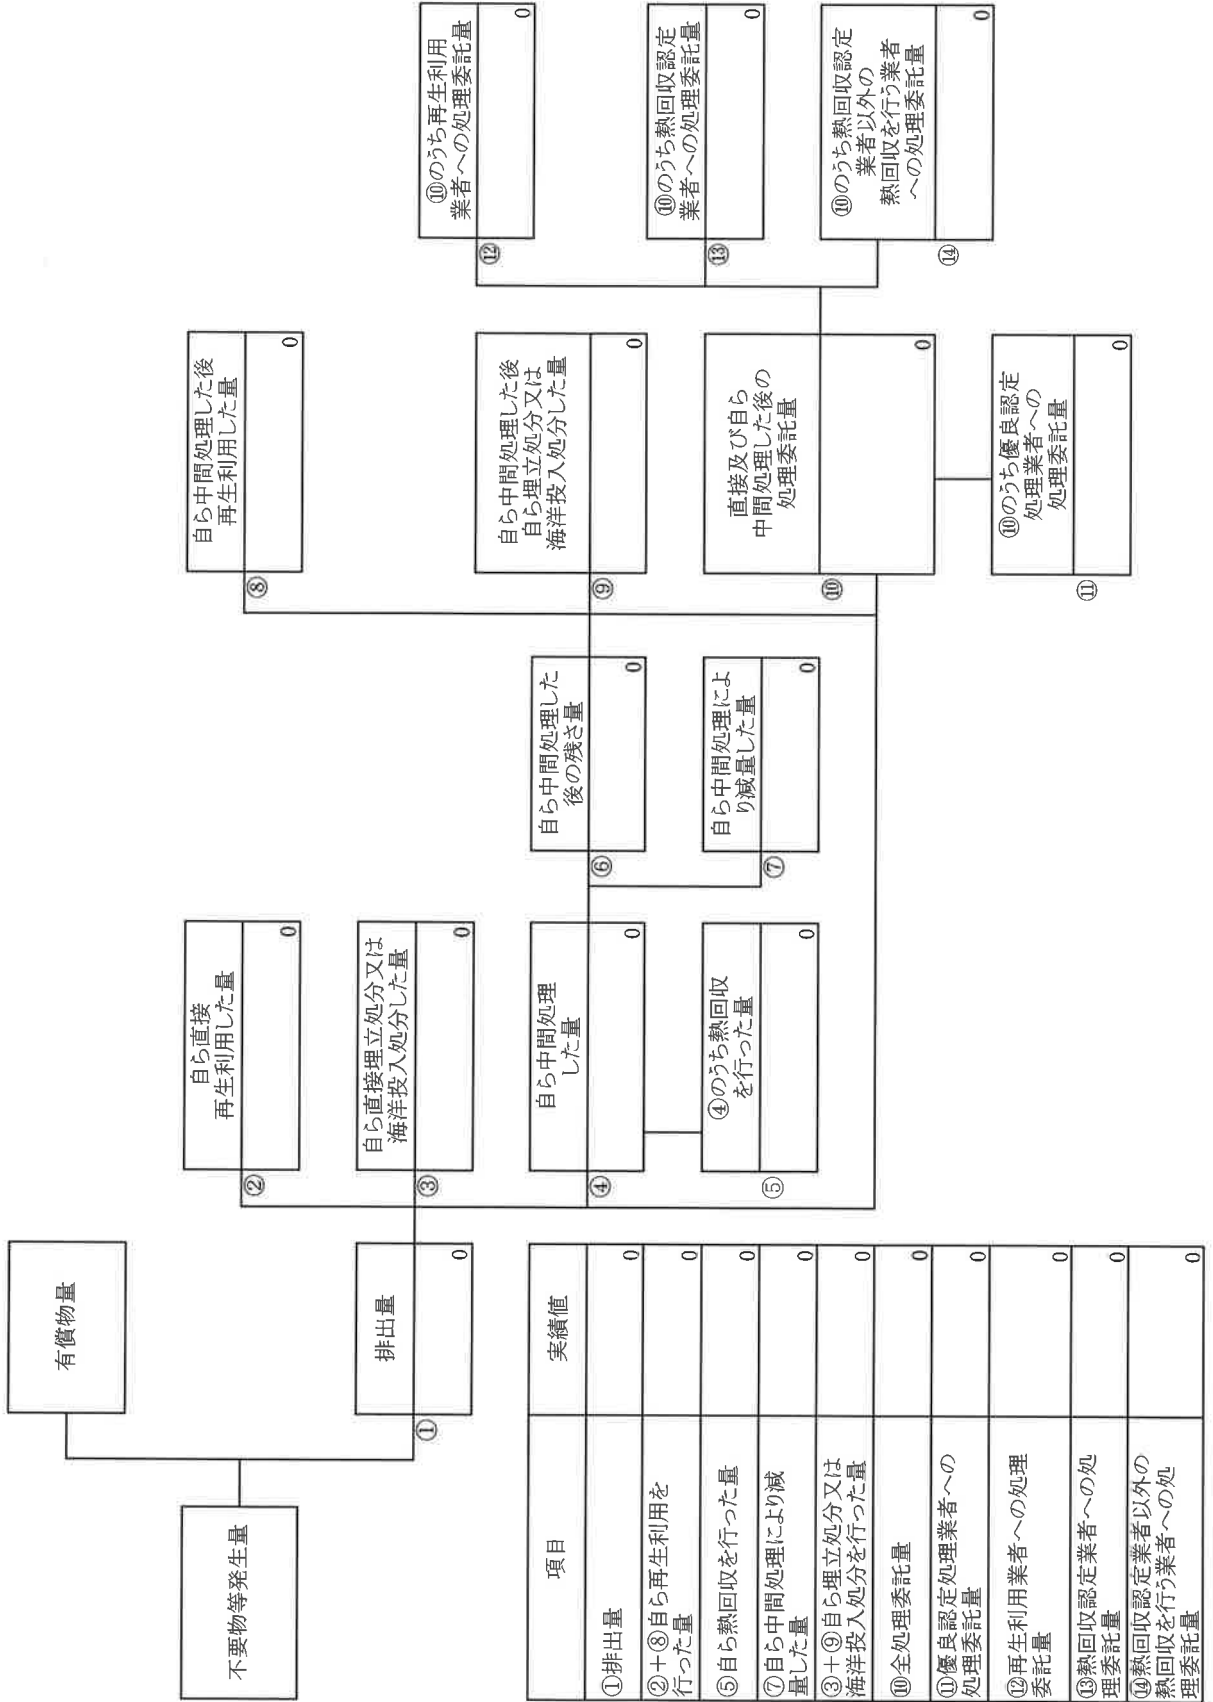 不要物等発生量
有償物量
①
排出量
0
②
自ら直接
再生利用した量
0
③
自ら直接埋立処分又は
海洋投入処分した量
0
④
自ら中間処理
した量
0
⑤
④のうち熱回収
を行った量
0
⑥
自ら中間処理した
後の残さ量
0
⑦
自ら中間処理によ
り減量した量
0
⑧
自ら中間処理した後
再生利用した量
0
⑨
自ら中間処理した後
自ら埋立処分又は
海洋投入処分した量
0
⑩
直接及び自ら
中間処理した後の
処理委託量
0
⑪
⑩のうち優良認定
処理業者への
処理委託量
0
⑫
⑩のうち再生利用
業者への処理委託量
0
⑬
⑩のうち熱回収認定
業者への処理委託量
0
⑭
⑩のうち熱回収認定
業者以外の
熱回収を行う業者
への処理委託量
0
項目 実績値
①排出量 0
②＋⑧自ら再生利用を
行った量 0
⑤自ら熱回収を行った量 0
⑦自ら中間処理により減
量した量 0
③＋⑨自ら埋立処分又は
海洋投入処分を行った量 0
⑩全処理委託量 0
⑪優良認定処理業者への
処理委託量 0
⑫再生利用業者への処理
委託量 0
⑬熱回収認定業者への処
理委託量 0
⑭熱回収認定業者以外の
熱回収を行う業者への処
理委託量 0